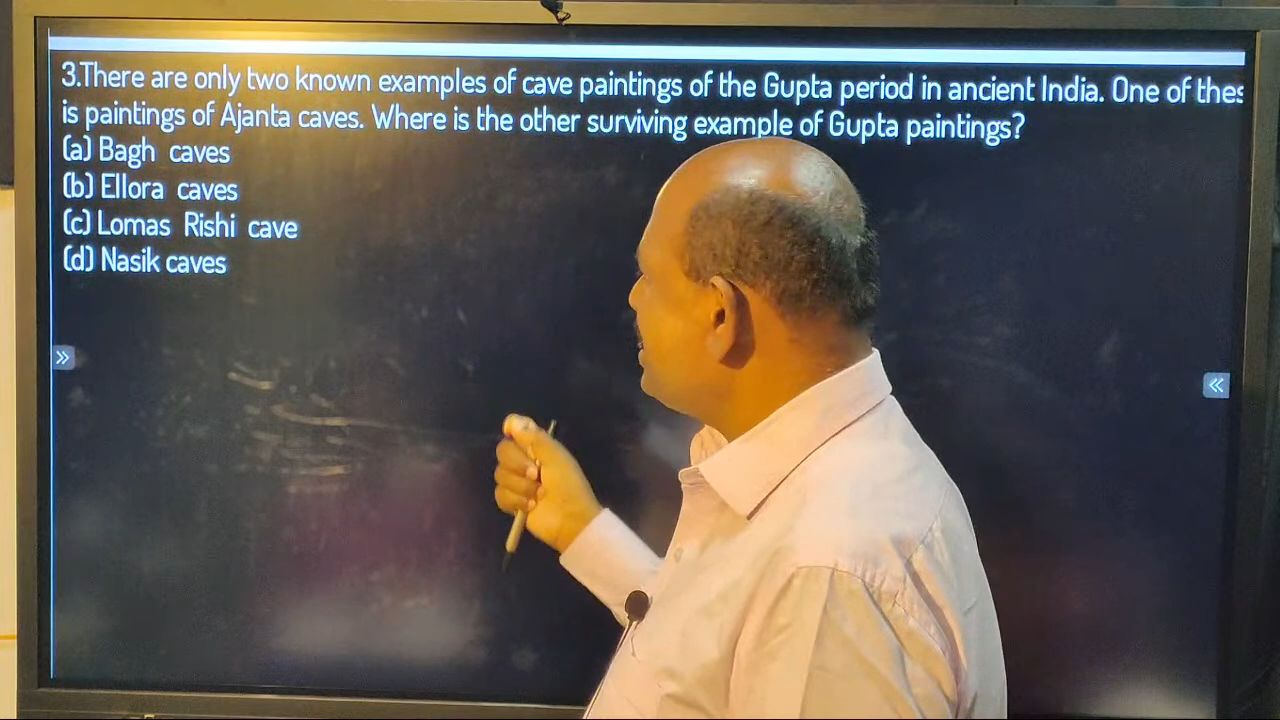 3.There are only two known examples of cave paintings of the Gupta period in ancient India. One of thes
is paintings of Ajanta caves. Where is the other surviving example of Gupta paintings?
(a) Bagh caves
(b) Ellora caves
(c) Lomas Rishi cave
(d) Nasik caves